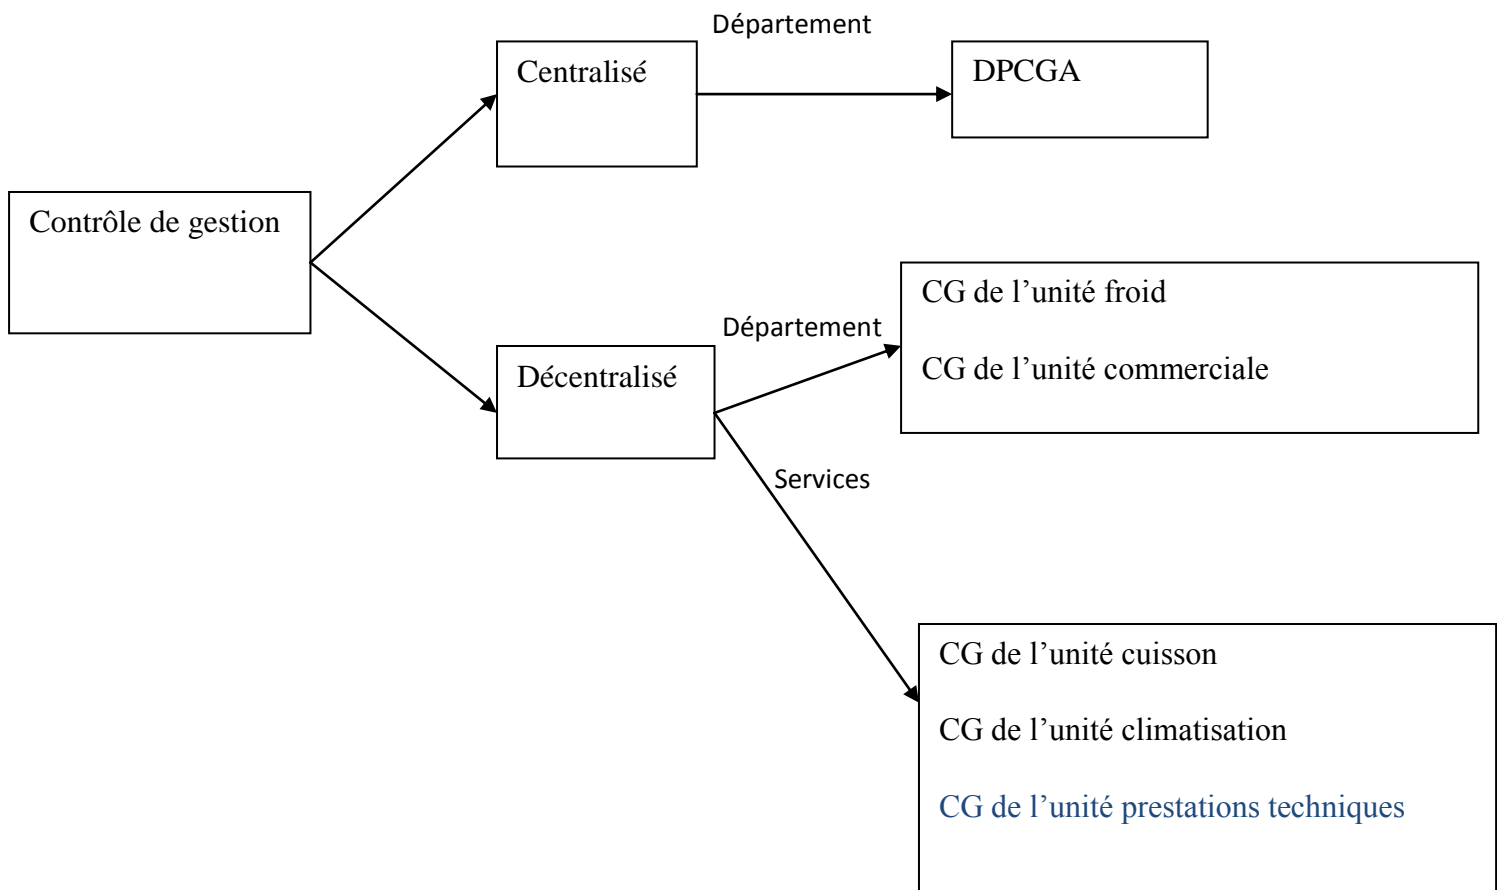 Département
Centralisé
DPCGA
Contrôle de gestion
CG de l’unité froid
Département
CG de l’unité commerciale
Décentralisé
Services
CG de l’unité cuisson
CG de l’unité climatisation
CG de l’unité prestations techniques